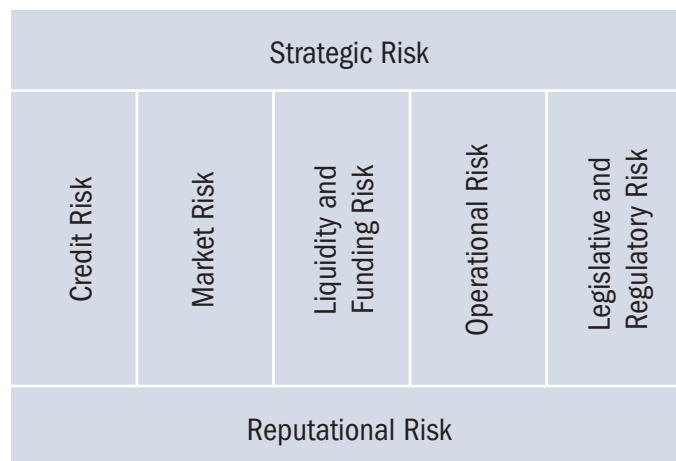 Strategic Risk
Credit Risk
Market Risk
Liquidity and
Funding Risk
Operational Risk
Legislative and
Regulatory Risk
Reputational Risk